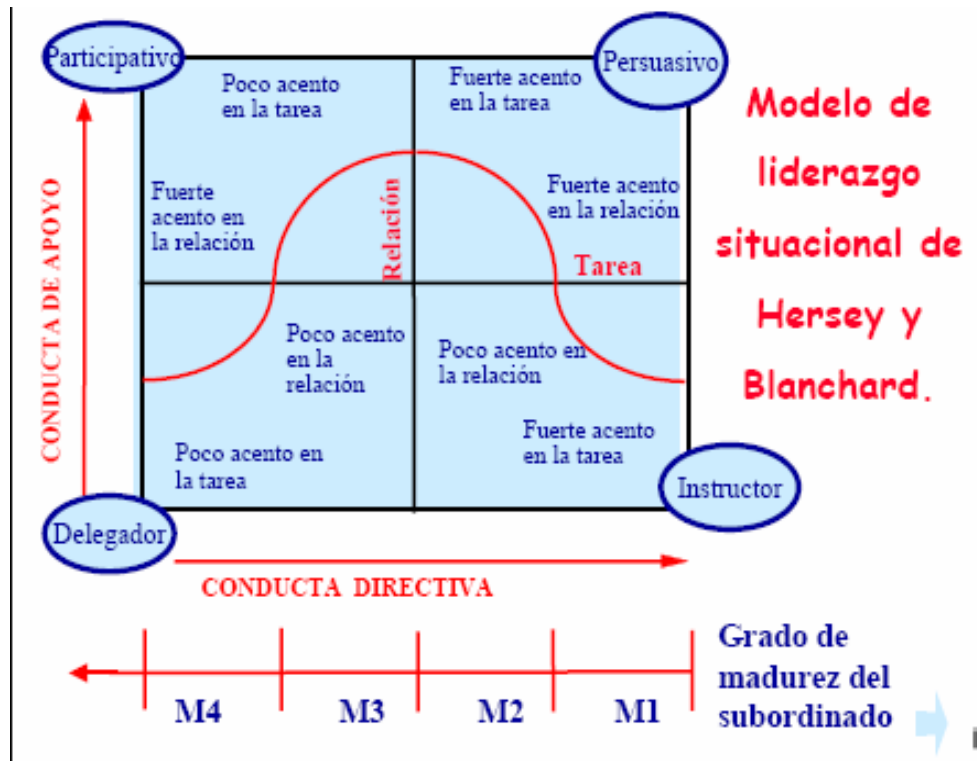 Participativo
Persuasivo
Poco acento
en la tarea
Fuerte acento
en la tarea
Fuerte
acento en
la relación
Fuerte acento
en la relación
Relación
Tarea
Modelo de
liderazgo
situacional de
Hersey y
Blanchard.
CONDUCTA DE APOYO
Poco acento
en la
relación
Poco acento en
la relación
Poco acento en
la tarea
Fuerte acento
en la tarea
Delegador
Instructor
CONDUCTA DIRECTIVA
M4
M3
M2
M1
Grado de
madurez del
subordinado